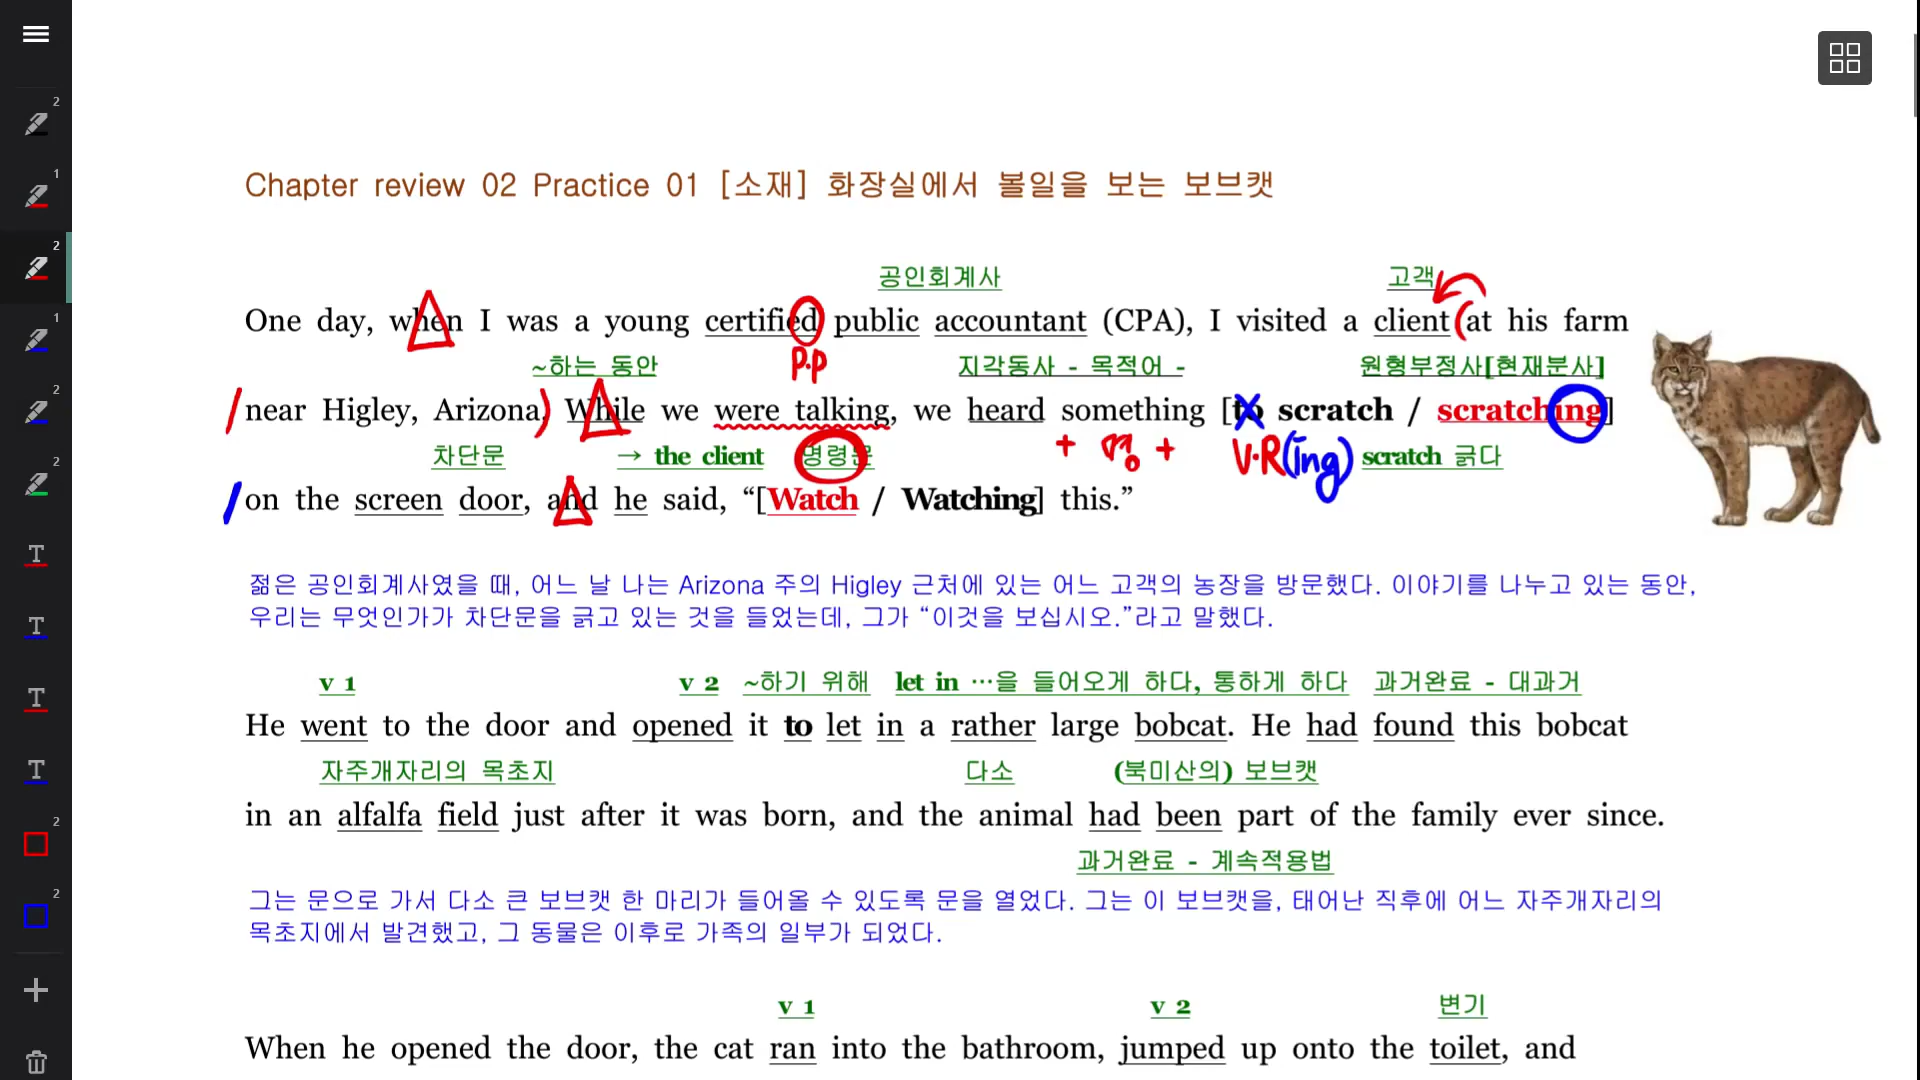 Chapter review 02 Practice 01 [소재] 화장실에서 볼일을 보는 보브캣
공인회계사 고객
One day, when I was a young certified public accountant (CPA), I visited a client (at his farm
~하는 동안 P.P 지각동사 - 목적어 - 원형부정사[현재분사]
near Higley, Arizona.) While we were talking, we heard something [to scratch / scratching]
차단문 → the client 명령문 + + V·R(ing) scratch 긁다
on the screen door, and he said, “[Watch / Watching] this.”
젊은 공인회계사였을 때, 어느 날 나는 Arizona 주의 Higley 근처에 있는 어느 고객의 농장을 방문했다. 이야기를 나누고 있는 동안,
우리는 무엇인가가 차단문을 긁고 있는 것을 들었는데, 그가 “이것을 보십시오.”라고 말했다.
v 1 v 2 ~하기 위해 let in …을 들어오게 하다, 통하게 하다 과거완료 - 대과거
He went to the door and opened it to let in a rather large bobcat. He had found this bobcat
자주개자리의 목초지 다소 (북미산의) 보브캣
in an alfalfa field just after it was born, and the animal had been part of the family ever since.
과거완료 - 계속적용법
그는 문으로 가서 다소 큰 보브캣 한 마리가 들어올 수 있도록 문을 열었다. 그는 이 보브캣을, 태어난 직후에 어느 자주개자리의
목초지에서 발견했고, 그 동물은 이후로 가족의 일부가 되었다.
v 1 v 2 변기
When he opened the door, the cat ran into the bathroom, jumped up onto the toilet, and